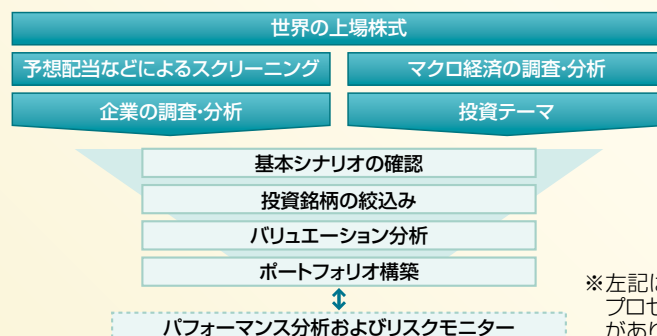 世界の上場株式
予想配当などによるスクリーニング
マクロ経済の調査・分析
企業の調査・分析
投資テーマ
基本シナリオの確認
投資銘柄の絞込み
バリュエーション分析
ポートフォリオ構築
パフォーマンス分析およびリスクモニター
※左記は
プロセ
があり